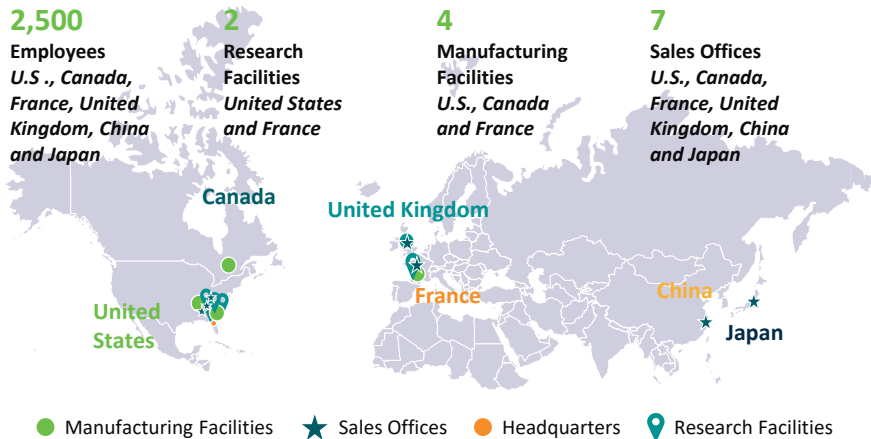 2,500
Employees
U.S ., Canada,
France, United
Kingdom, China
and Japan
2
Research
Facilities
United States
and France
4
Manufacturing
Facilities
U.S., Canada
and France
7
Sales Offices
U.S., Canada,
France, United
Kingdom, China
and Japan
Canada
United Kingdom
United
States
France
China
Japan
Manufacturing Facilities
Sales Offices
Headquarters
Research Facilities